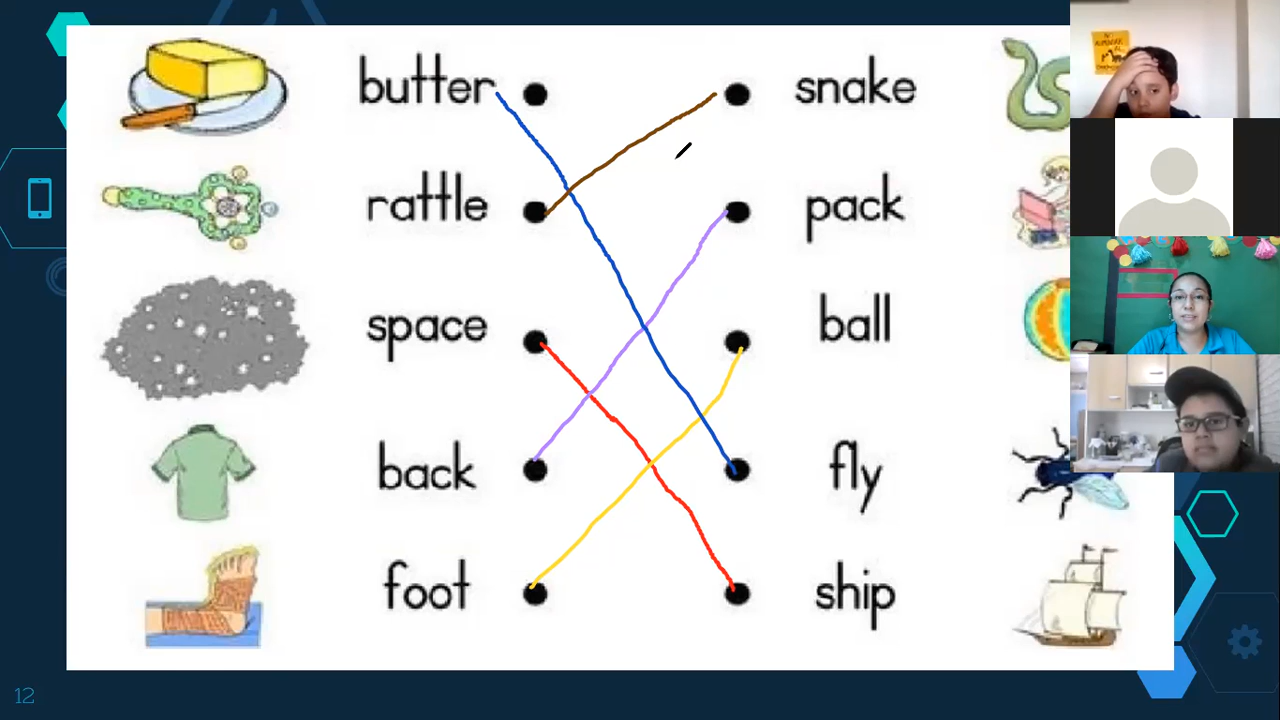 butter snake
rattle pack
space ball
back fly
foot ship
12